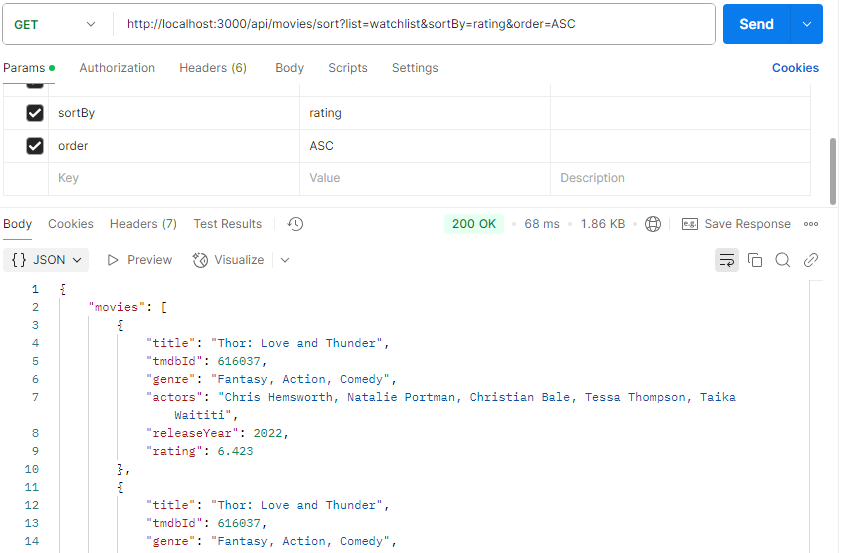 GET http://localhost:3000/api/movies/sort?list=watchlist&sortBy=rating&order=ASC Send
Params Authorization Headers (6) Body Scripts Settings Cookies
sortBy rating
order ASC
Key Value Description
Body Cookies Headers (7) Test Results 200 OK 68 ms 1.86 KB e.g. Save Response
{} JSON Preview Visualize
1 {
2 "movies": [
3 {
4 "title": "Thor: Love and Thunder",
5 "tmdbId": 616037,
6 "genre": "Fantasy, Action, Comedy",
7 "actors": "Chris Hemsworth, Natalie Portman, Christian Bale, Tessa Thompson, Taika
Waititi",
8 "releaseYear": 2022,
9 "rating": 6.423
10 },
11 {
12 "title": "Thor: Love and Thunder",
13 "tmdbId": 616037,
14 "genre": "Fantasy, Action, Comedy",